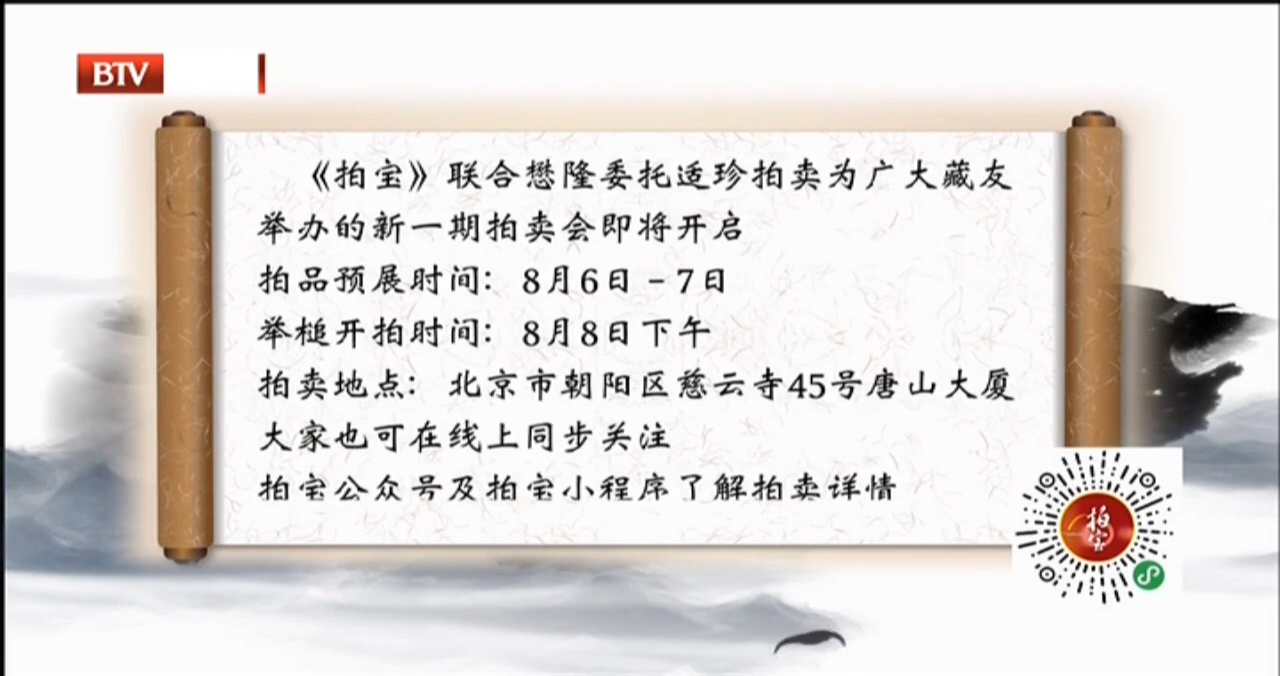 BTV
《拍宝》联合懋隆委托适珍拍卖为广大藏友
举办的新一期拍卖会即将开启
拍品预展时间：8月6日－7日
举槌开拍时间：8月8日下午
拍卖地点：北京市朝阳区慈云寺45号唐山大厦
大家也可在线上同步关注
拍宝公众号及拍宝小程序了解拍卖详情
拍宝